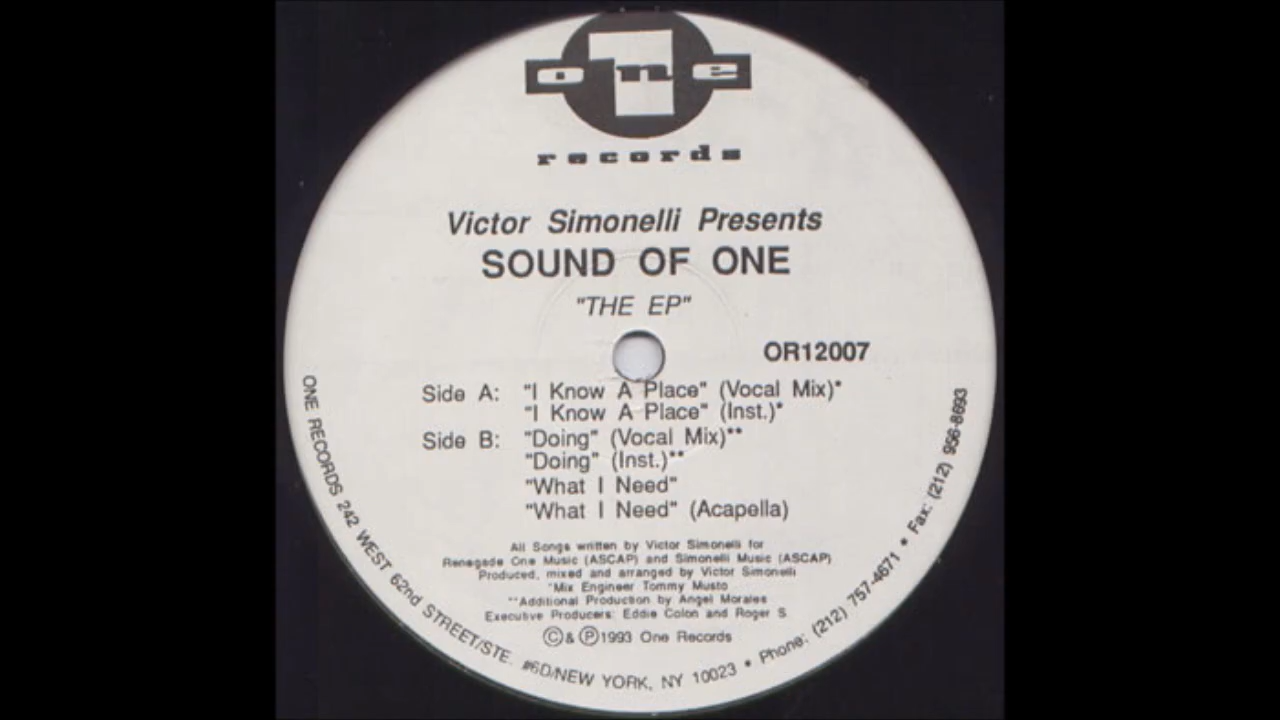 one
records
Victor Simonelli Presents
SOUND OF ONE
"THE EP"
OR12007
Side A: "I Know A Place" (Vocal Mix)*
"I Know A Place" (Inst.)*
Side B: "Doing" (Vocal Mix)**
"Doing" (Inst.)**
"What I Need"
"What I Need" (Acapella)
All Songs written by Victor Simonelli for
Renegade One Music (ASCAP) and Simonelli Music (ASCAP)
Produced, mixed and arranged by Victor Simonelli
*Mix Engineer Tommy Musto
**Additional Production by Angel Morales
Executive Producers: Eddie Colon and Roger S.
©& ℗1993 One Records
ONE RECORDS 242 WEST 62nd STREET/STE. #6D/NEW YORK, NY 10023 • Phone: (212) 757-4671 • Fax: (212) 956-8693